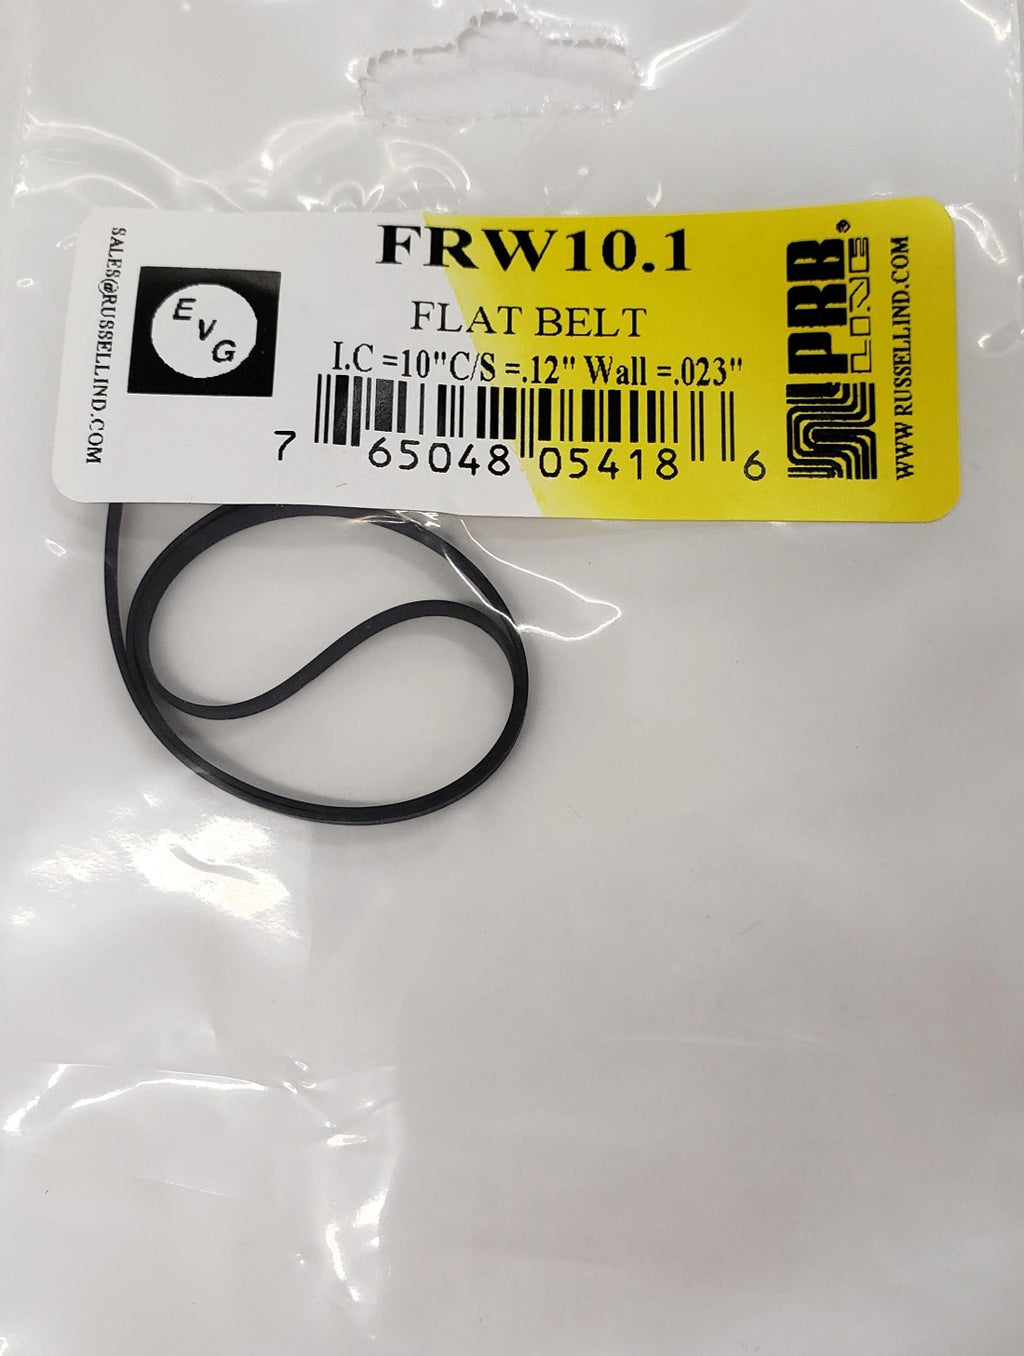 FRW10.1
FLAT BELT
I.C =10"C/S =.12" Wall =.023"
7 65048 05418 6
SALES@RUSSELLIND.COM
EVG
PRB®
LINE
WWW.RUSSELLIND.COM